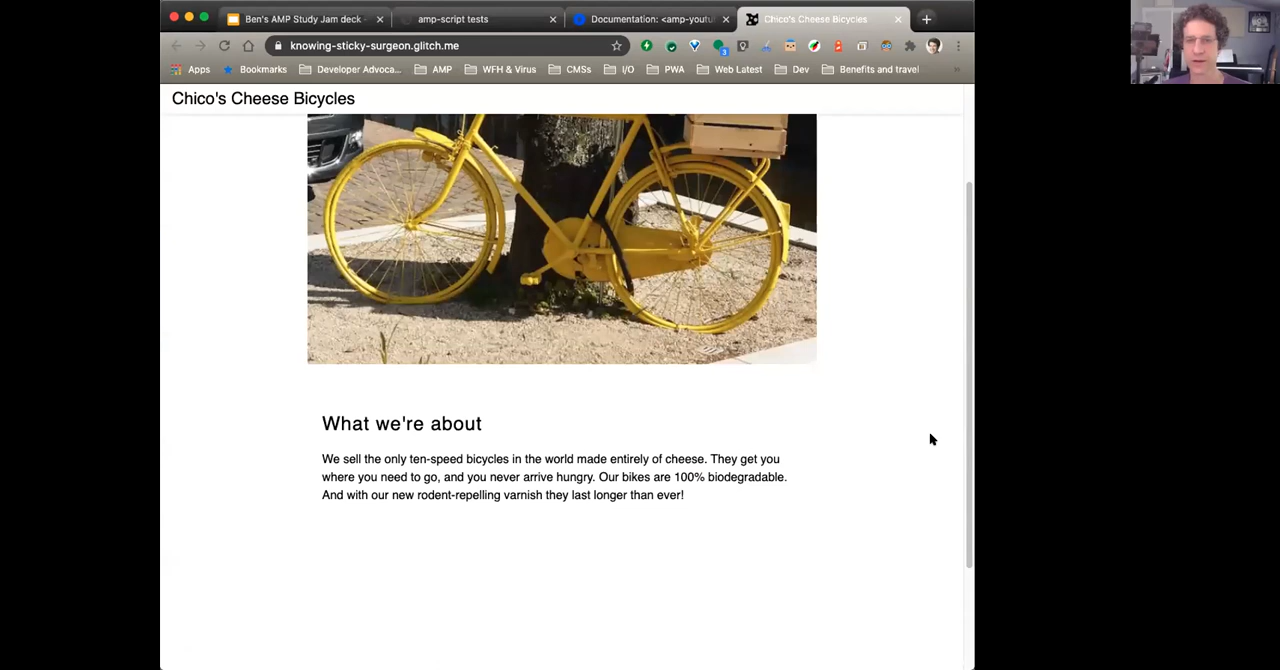 Ben's AMP Study Jam deck
amp-script tests
Documentation: <amp-youtu
Chico's Cheese Bicycles
knowing-sticky-surgeon.glitch.me
3
Apps
Bookmarks
Developer Advoca...
AMP
WFH & Virus
CMSs
I/O
PWA
Web Latest
Dev
Benefits and travel
Chico's Cheese Bicycles
What we're about
We sell the only ten-speed bicycles in the world made entirely of cheese. They get you
where you need to go, and you never arrive hungry. Our bikes are 100% biodegradable.
And with our new rodent-repelling varnish they last longer than ever!